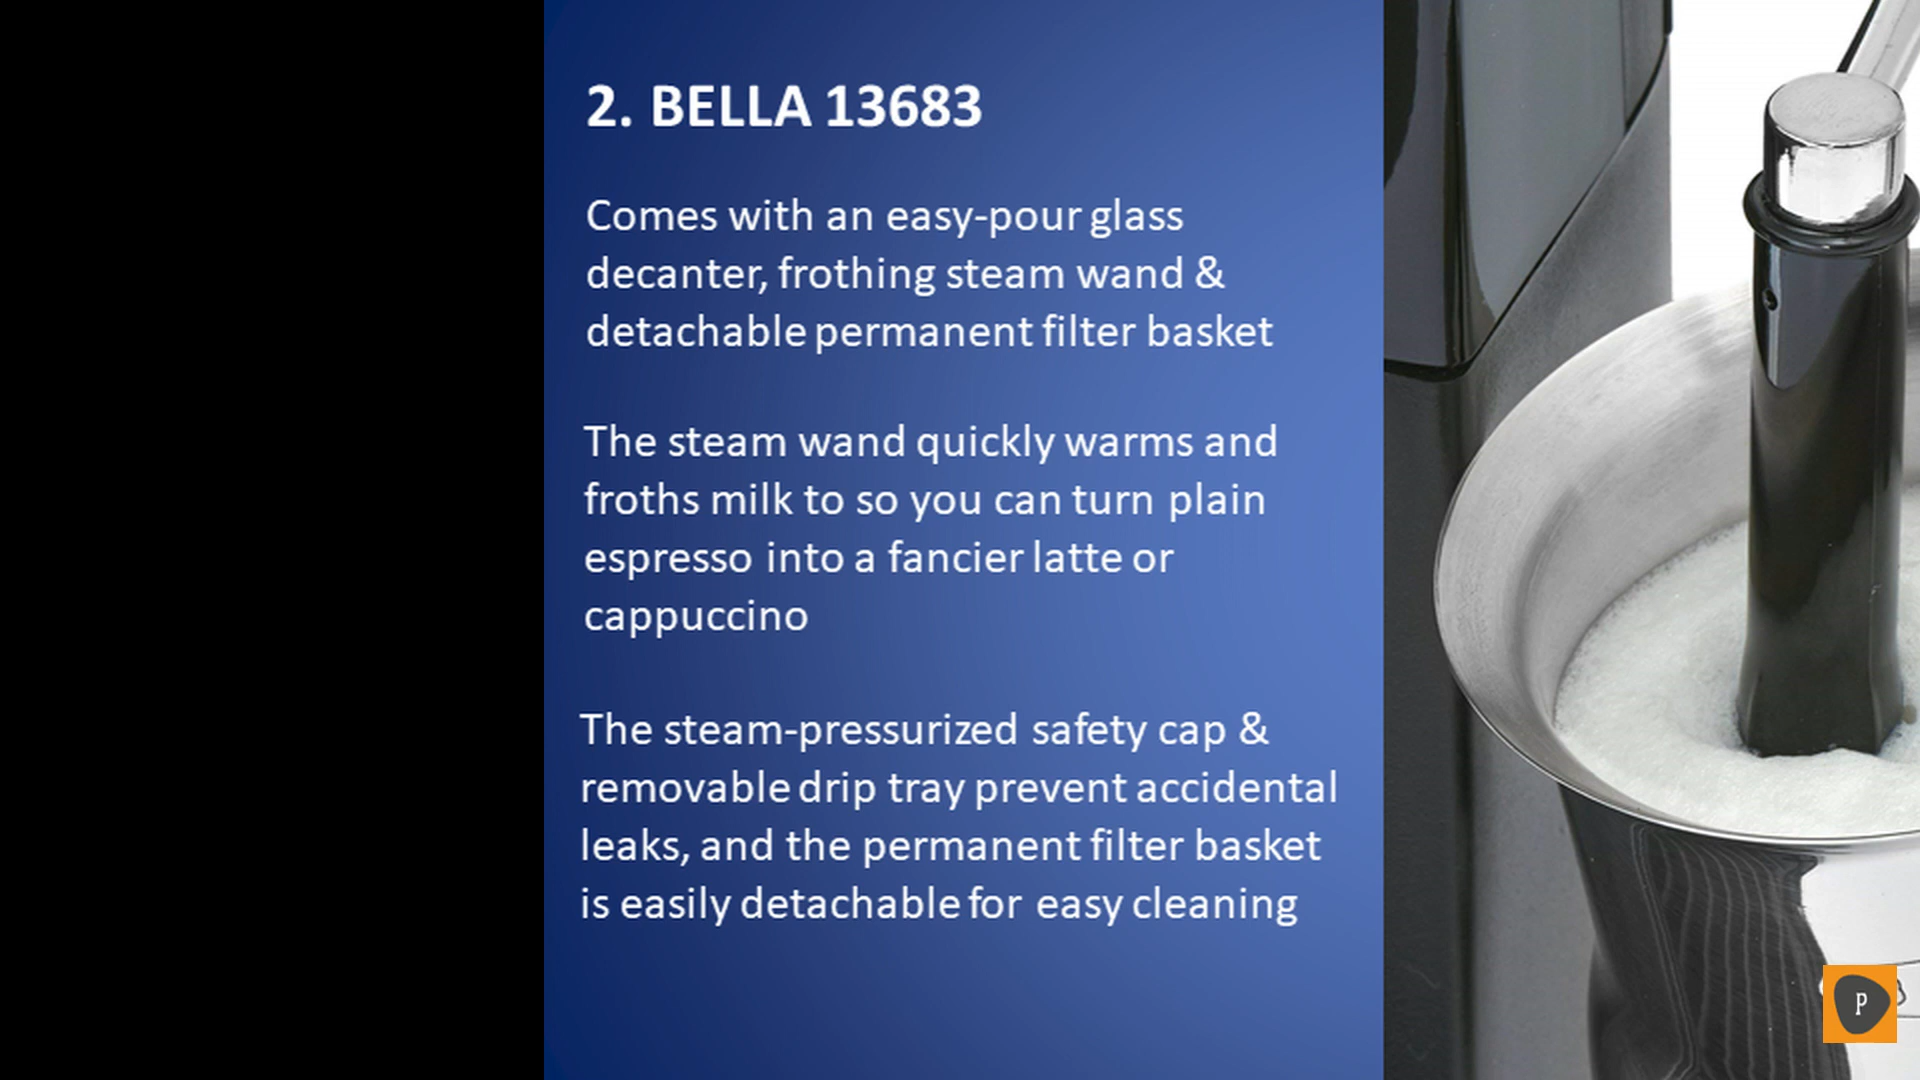 2. BELLA 13683
Comes with an easy-pour glass
decanter, frothing steam wand &
detachable permanent filter basket
The steam wand quickly warms and
froths milk to so you can turn plain
espresso into a fancier latte or
cappuccino
The steam-pressurized safety cap &
removable drip tray prevent accidental
leaks, and the permanent filter basket
is easily detachable for easy cleaning
P